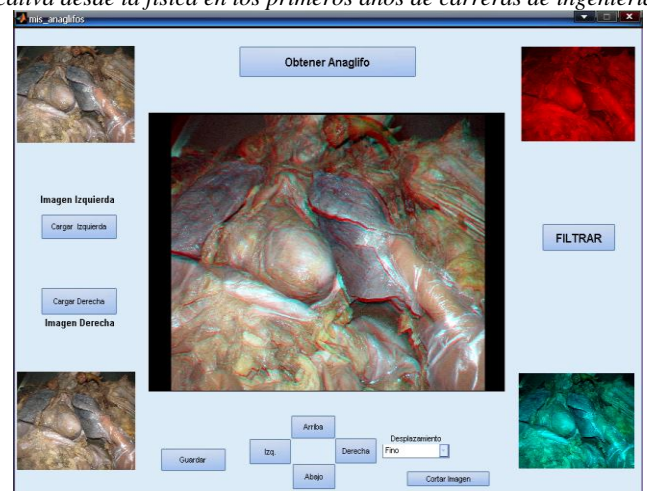 desde la física en los primeros años de carreras de ingeniería
mis_anaglifos
Obtener Anaglifo
Imagen Izquierda
Cargar Izquierda
FILTRAR
Cargar Derecha
Imagen Derecha
Arriba
Desplazamiento
Izq.
Derecha
Fino
Guardar
Abajo
Cortar Imagen